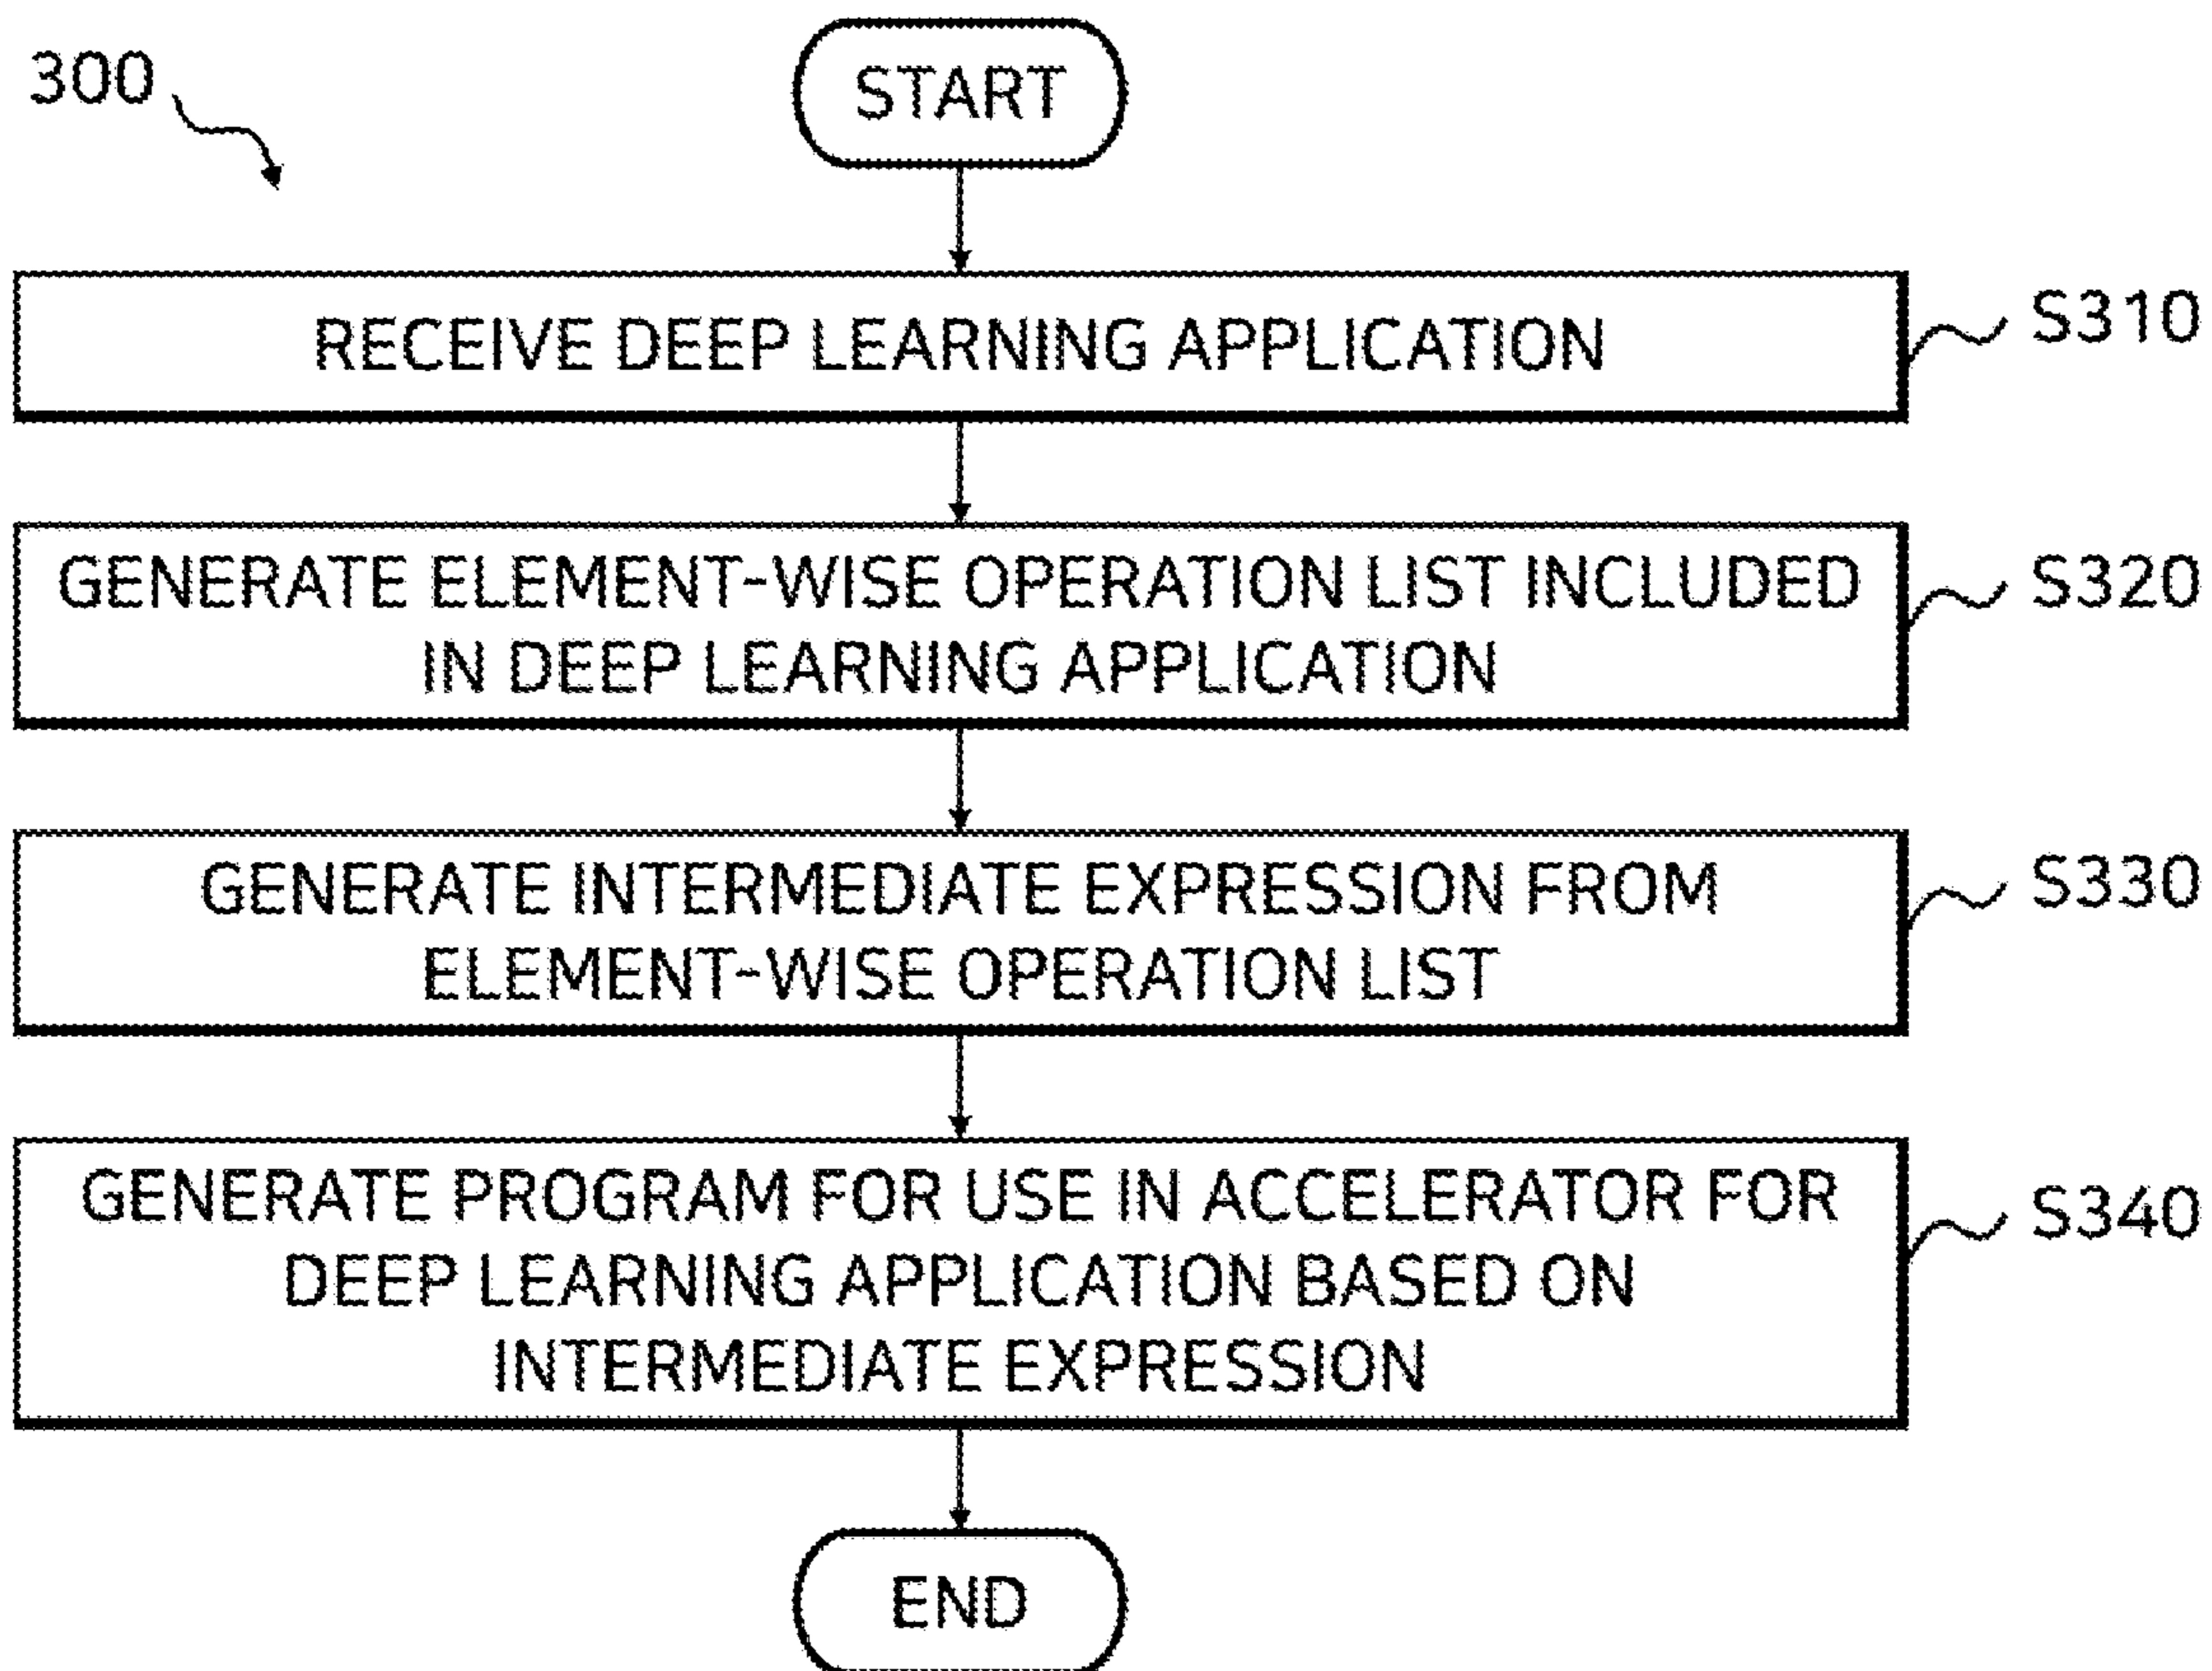 300
START
RECEIVE DEEP LEARNING APPLICATION
S310
GENERATE ELEMENT-WISE OPERATION LIST INCLUDED
IN DEEP LEARNING APPLICATION
S320
GENERATE INTERMEDIATE EXPRESSION FROM
ELEMENT-WISE OPERATION LIST
S330
GENERATE PROGRAM FOR USE IN ACCELERATOR FOR
DEEP LEARNING APPLICATION BASED ON
INTERMEDIATE EXPRESSION
S340
END